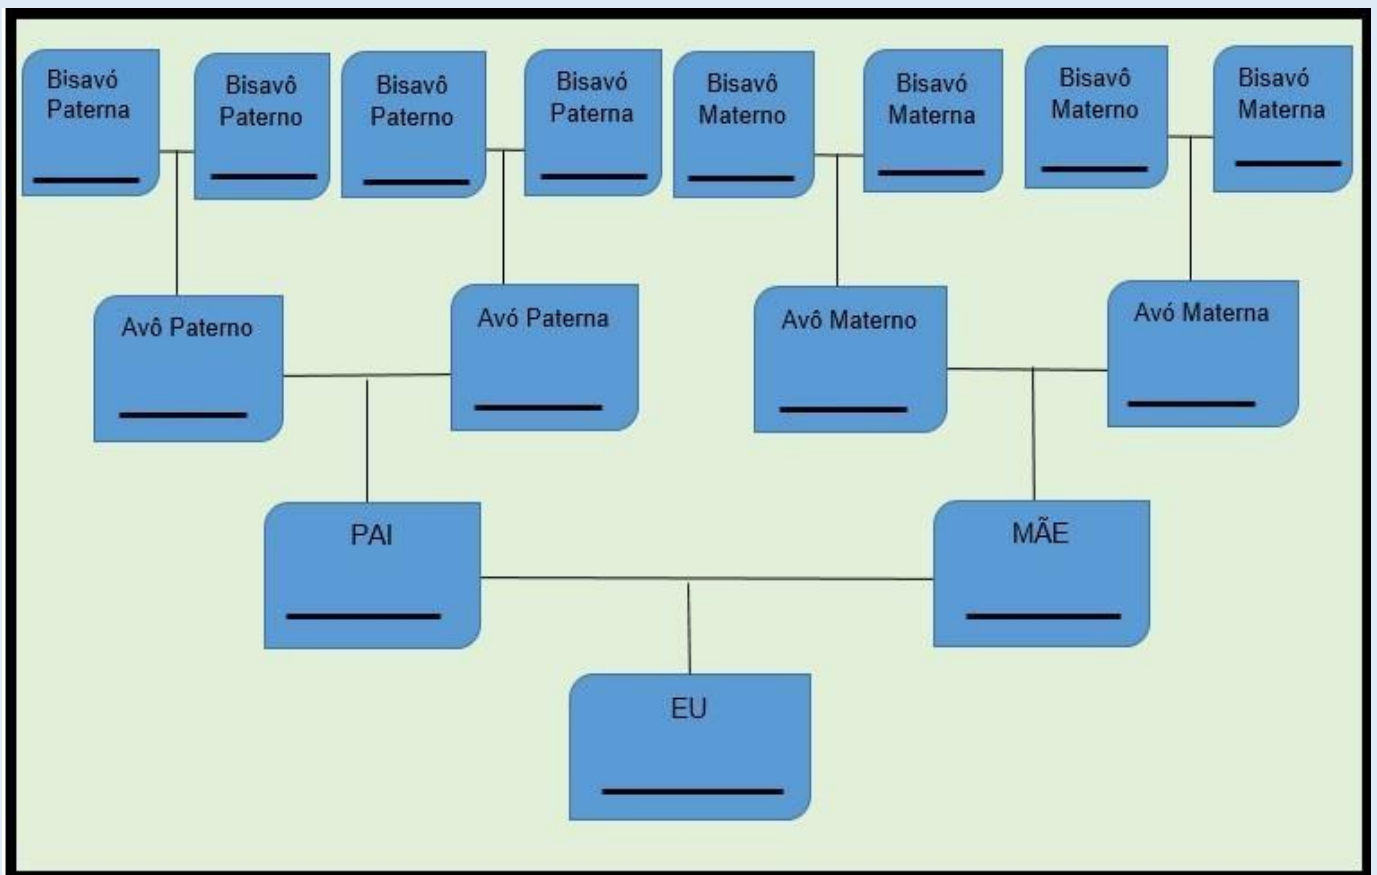 Bisavó
Paterna
Bisavô
Paterno
Bisavô
Paterno
Bisavó
Paterna
Bisavô
Materno
Bisavó
Materna
Bisavô
Materno
Bisavó
Materna
Avô Paterno
Avó Paterna
Avô Materno
Avó Materna
PAI
MÃE
EU